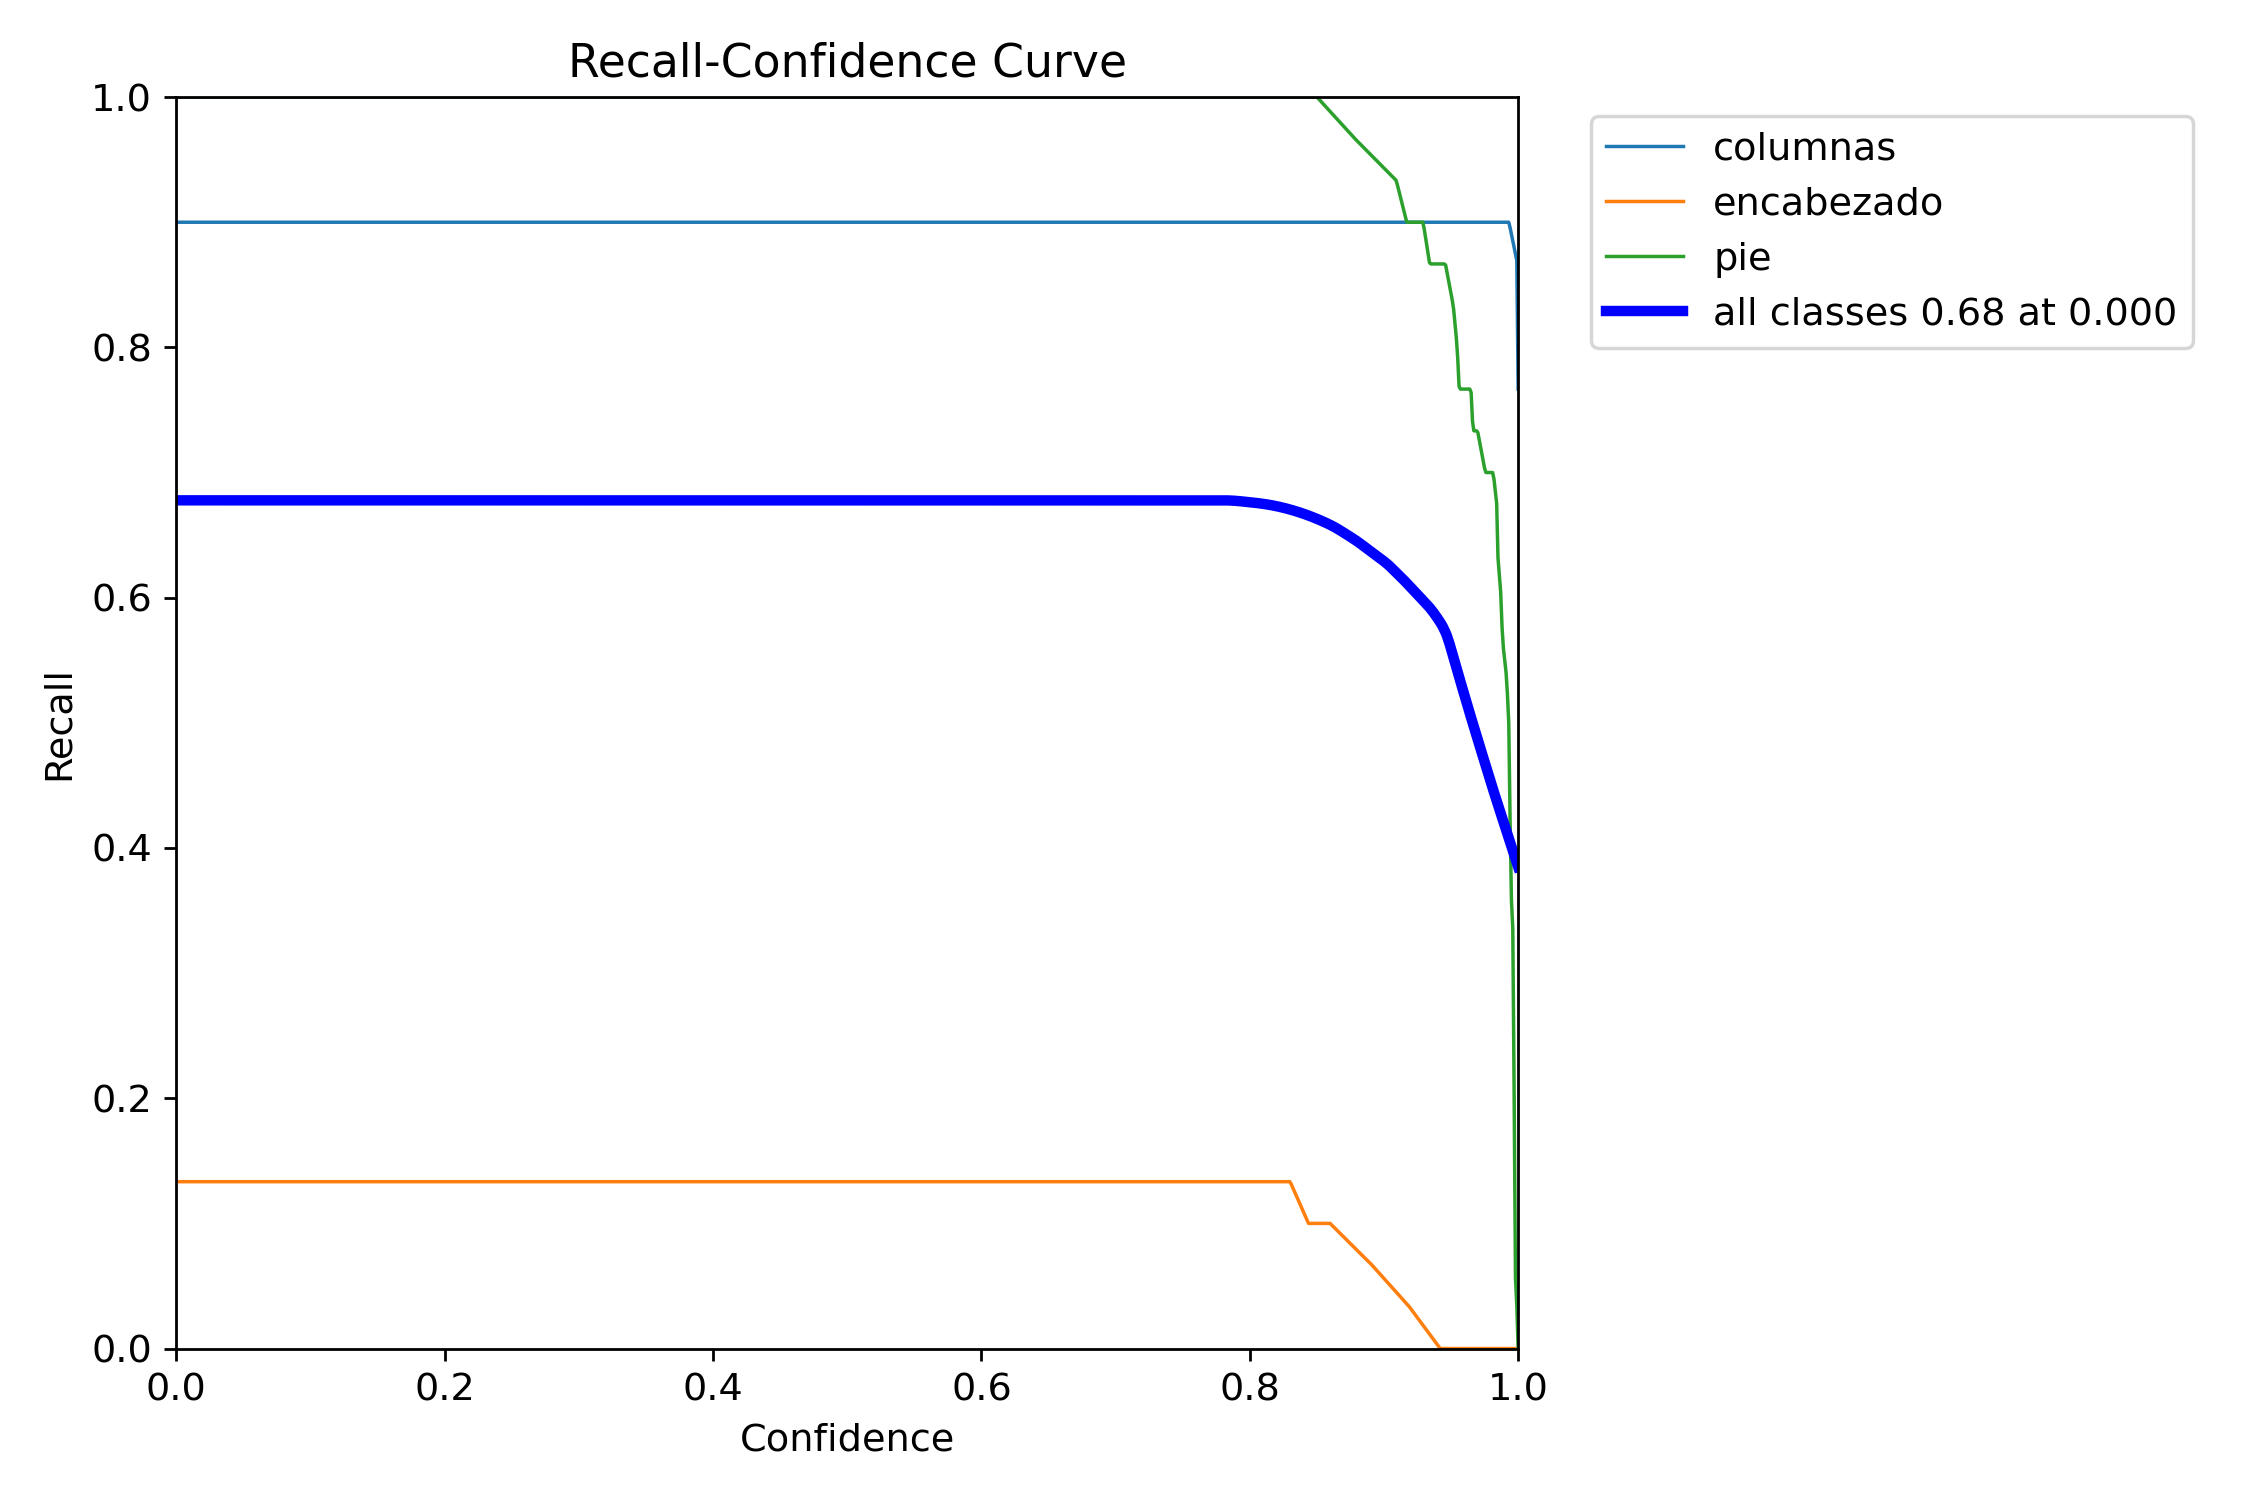 Recall-Confidence Curve
1.0
0.8
0.6
0.4
0.2
0.0
Recall
0.0 0.2 0.4 0.6 0.8 1.0
Confidence
columnas
encabezado
pie
all classes 0.68 at 0.000